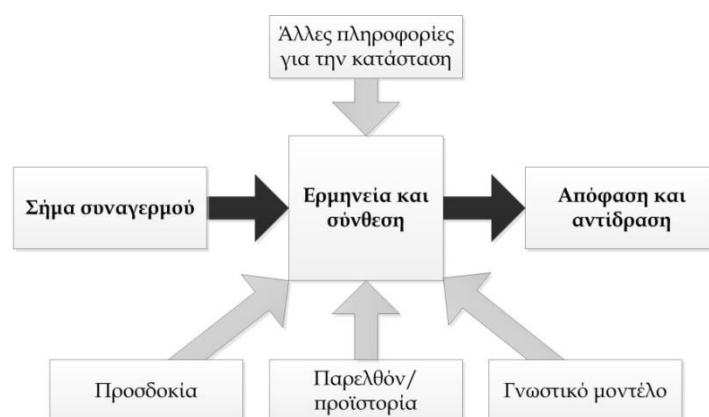 Άλλες πληροφορίες
για την κατάσταση
Σήμα συναγερμού
Ερμηνεία και
σύνθεση
Απόφαση και
αντίδραση
Προσδοκία
Παρελθόν/
προϊστορία
Γνωστικό μοντέλο